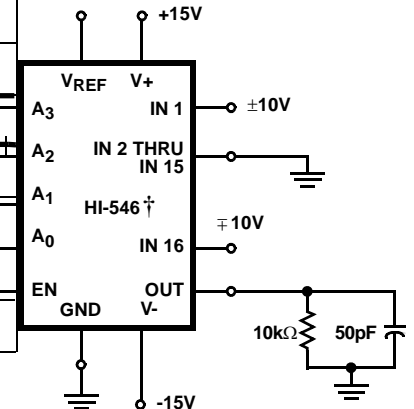 +15V
VREF V+
A3 IN 1 ±10V
A2 IN 2 THRU
IN 15
A1
HI-546†
∓10V
A0 IN 16
EN OUT
GND V-
10kΩ 50pF
-15V